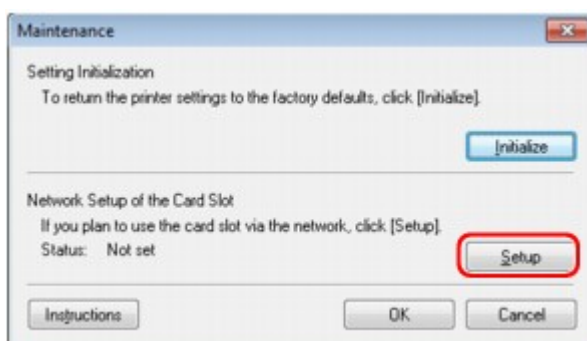 Maintenance
Setting Initialization
To return the printer settings to the factory defaults, click [Initialize].
Initialize
Network Setup of the Card Slot
If you plan to use the card slot via the network, click [Setup].
Status: Not set
Setup
Instructions OK Cancel